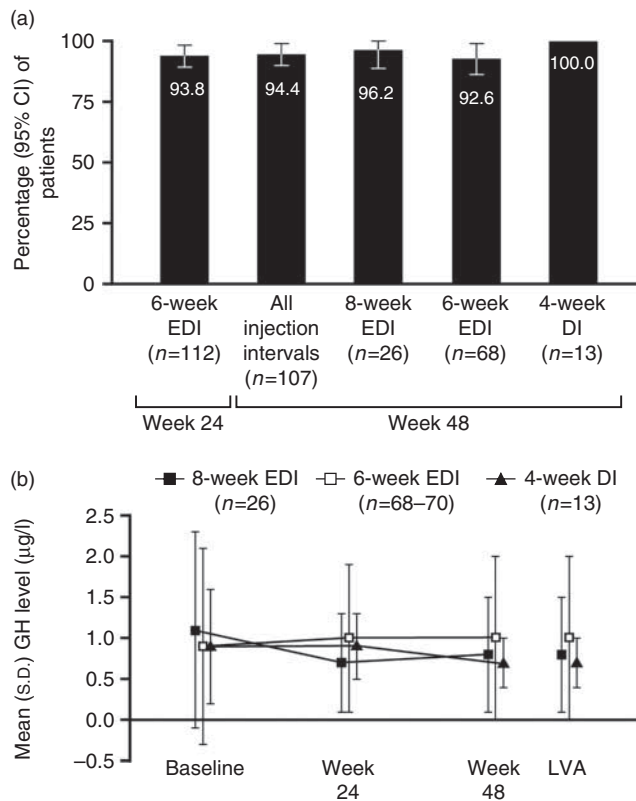 (a)
Percentage (95% CI) of
patients
100
75
50
25
0
93.8
94.4
96.2
92.6
100.0
6-week
EDI
(n=112)
All
injection
intervals
(n=107)
8-week
EDI
(n=26)
6-week
EDI
(n=68)
4-week
DI
(n=13)
Week 24
Week 48
(b)
8-week EDI
(n=26)
6-week EDI
(n=68–70)
4-week DI
(n=13)
Mean (S.D.) GH level (µg/l)
2.5
2.0
1.5
1.0
0.5
0.0
–0.5
Baseline
Week
24
Week
48
LVA